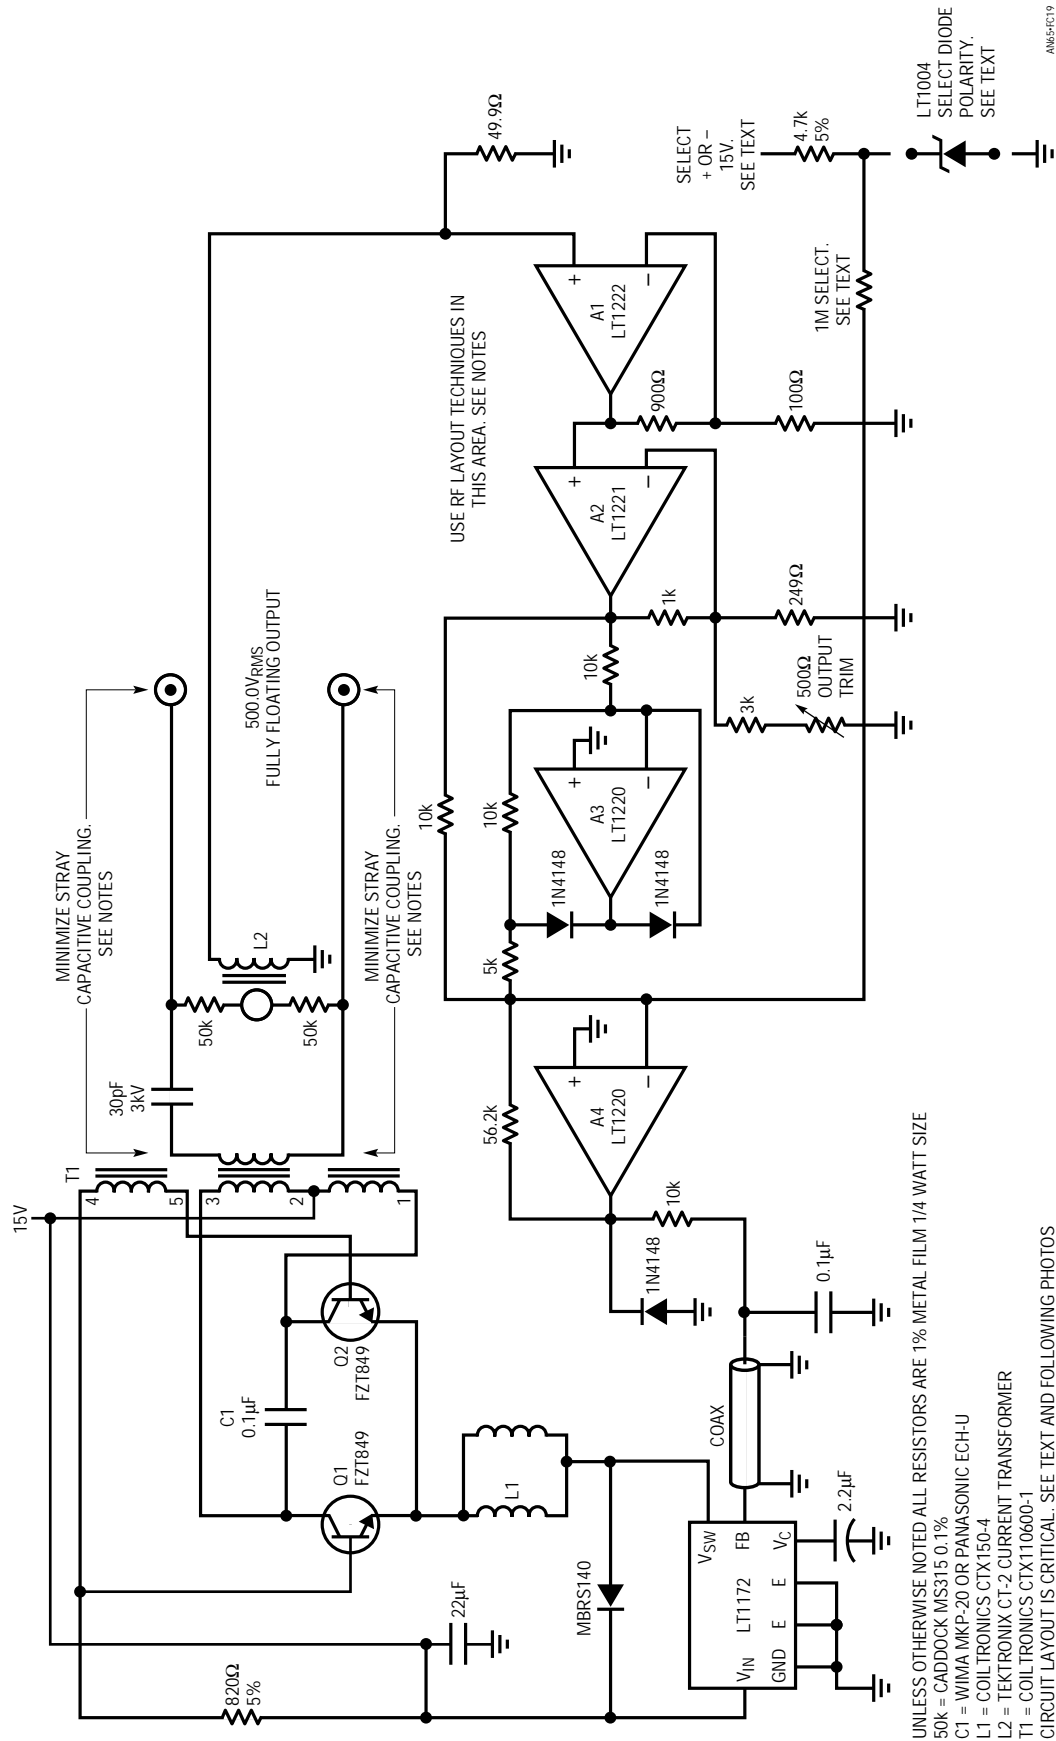 15V
T1
4
5
3
2
1
30pF
3kV
50k
50k
L2
MINIMIZE STRAY
CAPACITIVE COUPLING.
SEE NOTES
MINIMIZE STRAY
CAPACITIVE COUPLING.
SEE NOTES
500.0VRMS
FULLY FLOATING OUTPUT
49.9Ω
820Ω
5%
22µF
Q1
FZT849
C1
0.1µF
Q2
FZT849
L1
MBRS140
VSW
VIN
LT1172
FB
GND
E
E
VC
2.2µF
COAX
0.1µF
1N4148
10k
56.2k
+
–
A4
LT1220
5k
10k
10k
1N4148
1N4148
+
–
A3
LT1220
10k
+
–
A2
LT1221
1k
249Ω
3k
500Ω
OUTPUT
TRIM
USE RF LAYOUT TECHNIQUES IN
THIS AREA. SEE NOTES
+
–
A1
LT1222
900Ω
100Ω
1M SELECT.
SEE TEXT
SELECT
+ OR –
15V.
SEE TEXT
4.7k
5%
LT1004
SELECT DIODE
POLARITY.
SEE TEXT
UNLESS OTHERWISE NOTED ALL RESISTORS ARE 1% METAL FILM 1/4 WATT SIZE
50k = CADDOCK MS315 0.1%
C1 = WIMA MKP-20 OR PANASONIC ECH-U
L1 = COILTRONICS CTX150-4
L2 = TEKTRONIX CT-2 CURRENT TRANSFORMER
T1 = COILTRONICS CTX110600-1
CIRCUIT LAYOUT IS CRITICAL. SEE TEXT AND FOLLOWING PHOTOS
AN65•FC19